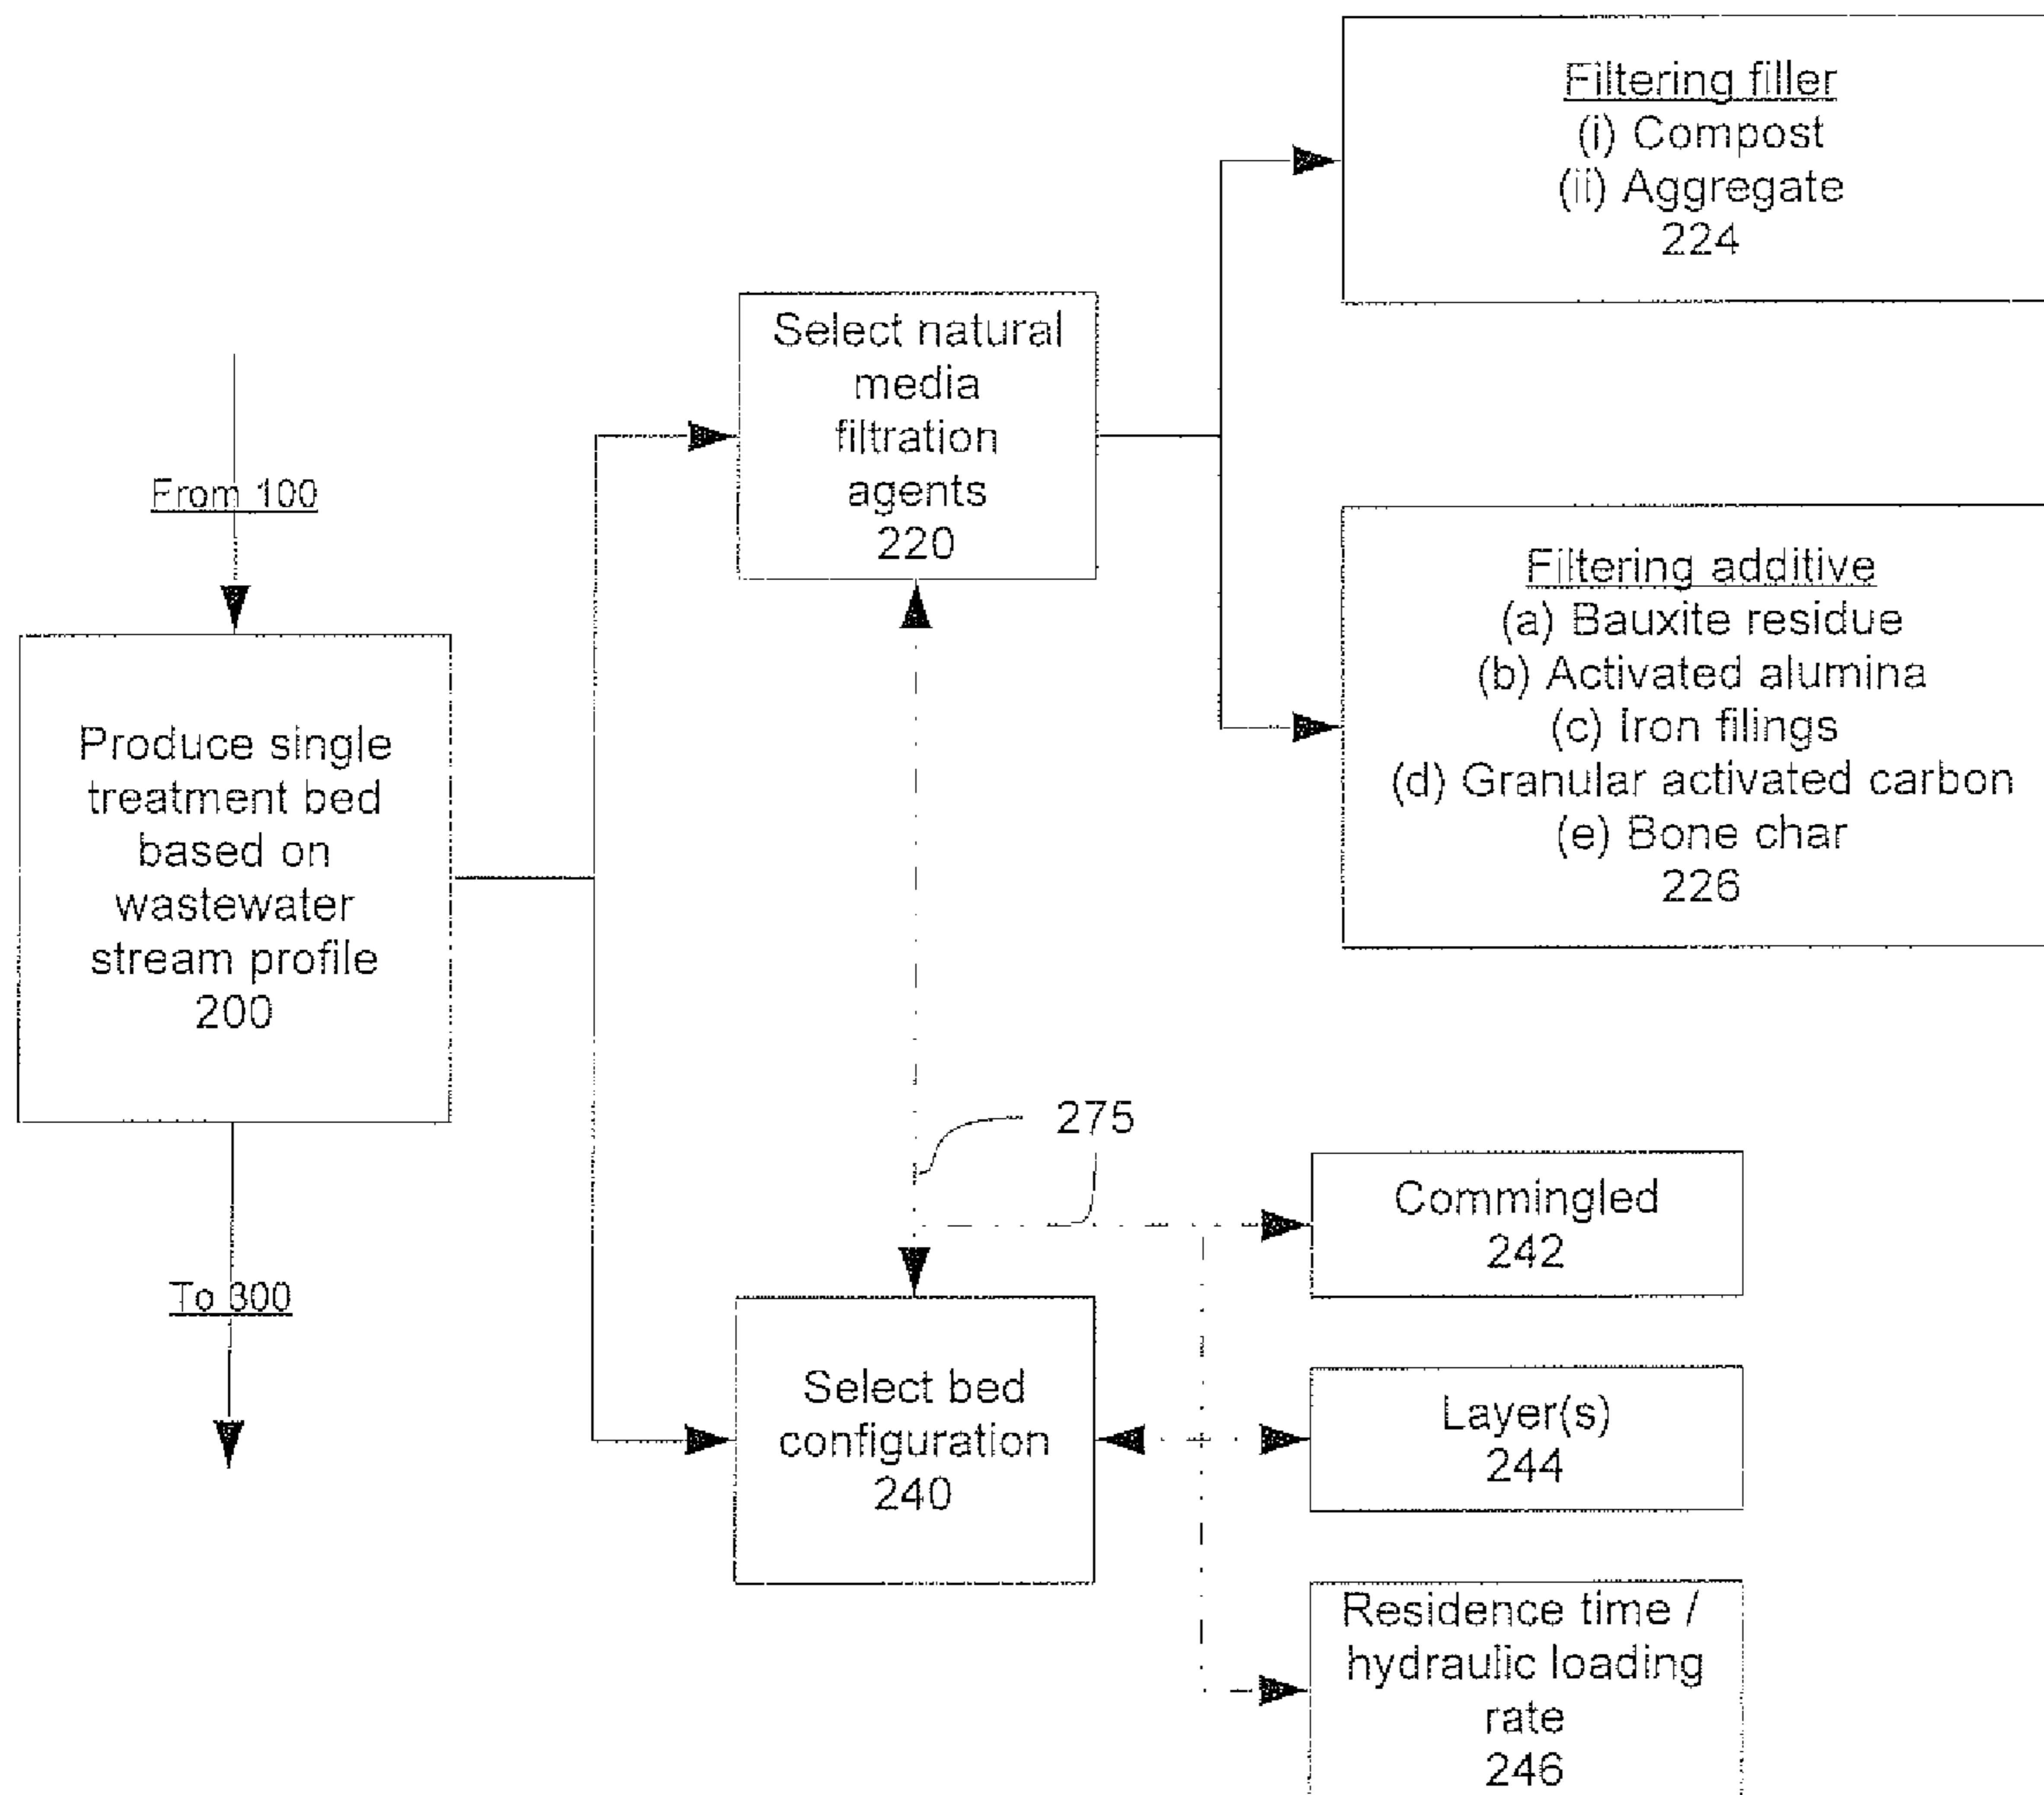 Filtering filler
(i) Compost
(ii) Aggregate
224
Select natural
media
filtration
agents
220
From 100
Filtering additive
(a) Bauxite residue
(b) Activated alumina
(c) Iron filings
(d) Granular activated carbon
(e) Bone char
226
Produce single
treatment bed
based on
wastewater
stream profile
200
275
Commingled
242
To 300
Select bed
configuration
240
Layer(s)
244
Residence time /
hydraulic loading
rate
246